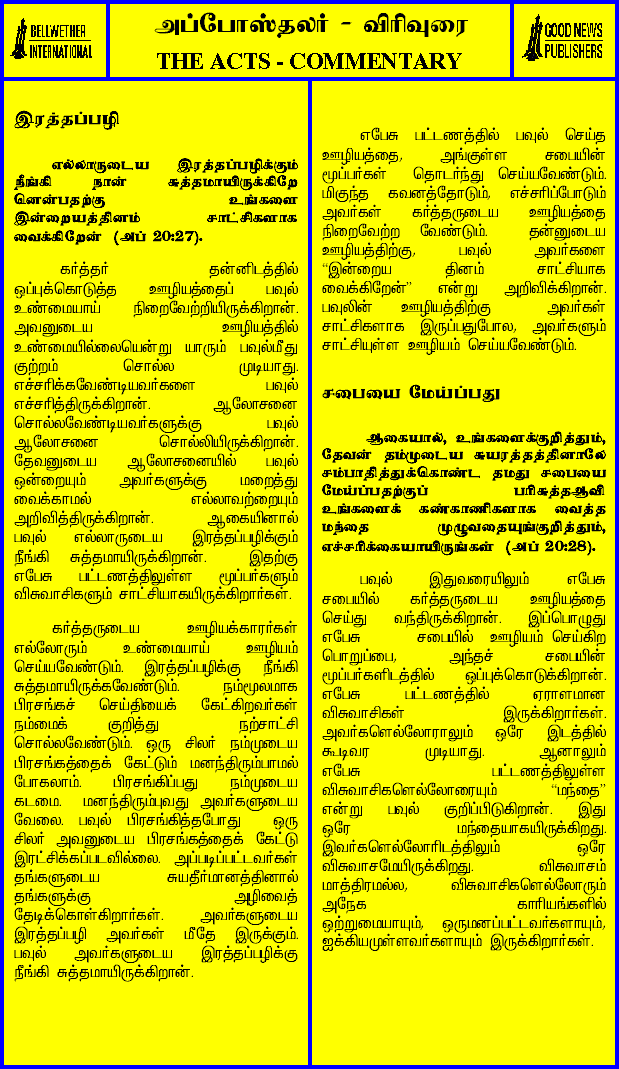 BELLWETHER
INTERNATIONAL
அப்போஸ்தலர் - விரிவுரை
THE ACTS - COMMENTARY
GOOD NEWS
PUBLISHERS
இரத்தப்பழி
எல்லாருடைய இரத்தப்பழிக்கும்
நீங்கி நான் சுத்தமாயிருக்கிறே
னென்பதற்கு உங்களை
இன்றையத்தினம் சாட்சிகளாக
வைக்கிறேன் (அப் 20:27).
கர்த்தர் தன்னிடத்தில்
ஒப்புக்கொடுத்த ஊழியத்தைப் பவுல்
உண்மையாய் நிறைவேற்றியிருக்கிறான்.
அவனுடைய ஊழியத்தில்
உண்மையில்லையென்று யாரும் பவுல்மீது
குற்றம் சொல்ல முடியாது.
எச்சரிக்கவேண்டியவர்களை பவுல்
எச்சரித்திருக்கிறான். ஆலோசனை
சொல்லவேண்டியவர்களுக்கு பவுல்
ஆலோசனை சொல்லியிருக்கிறான்.
தேவனுடைய ஆலோசனையில் பவுல்
ஒன்றையும் அவர்களுக்கு மறைத்து
வைக்காமல் எல்லாவற்றையும்
அறிவித்திருக்கிறான். ஆகையினால்
பவுல் எல்லாருடைய இரத்தப்பழிக்கும்
நீங்கி சுத்தமாயிருக்கிறான். இதற்கு
எபேசு பட்டணத்திலுள்ள மூப்பர்களும்
விசுவாசிகளும் சாட்சியாகயிருக்கிறார்கள்.
கர்த்தருடைய ஊழியக்காரர்கள்
எல்லோரும் உண்மையாய் ஊழியம்
செய்யவேண்டும். இரத்தப்பழிக்கு நீங்கி
சுத்தமாயிருக்கவேண்டும். நம்மூலமாக
பிரசங்கச் செய்தியைக் கேட்கிறவர்கள்
நம்மைக் குறித்து நற்சாட்சி
சொல்லவேண்டும். ஒரு சிலர் நம்முடைய
பிரசங்கத்தைக் கேட்டும் மனந்திரும்பாமல்
போகலாம். பிரசங்கிப்பது நம்முடைய
கடமை. மனந்திரும்புவது அவர்களுடைய
வேலை. பவுல் பிரசங்கித்தபோது ஒரு
சிலர் அவனுடைய பிரசங்கத்தைக் கேட்டு
இரட்சிக்கப்படவில்லை. அப்படிப்பட்டவர்கள்
தங்களுடைய சுயதீர்மானத்தினால்
தங்களுக்கு அழிவைத்
தேடிக்கொள்கிறார்கள். அவர்களுடைய
இரத்தப்பழி அவர்கள் மீதே இருக்கும்.
பவுல் அவர்களுடைய இரத்தப்பழிக்கு
நீங்கி சுத்தமாயிருக்கிறான்.
எபேசு பட்டணத்தில் பவுல் செய்த
ஊழியத்தை, அங்குள்ள சபையின்
மூப்பர்கள் தொடர்ந்து செய்யவேண்டும்.
மிகுந்த கவனத்தோடும், எச்சரிப்போடும்
அவர்கள் கர்த்தருடைய ஊழியத்தை
நிறைவேற்ற வேண்டும். தன்னுடைய
ஊழியத்திற்கு, பவுல் அவர்களை
“இன்றைய தினம் சாட்சியாக
வைக்கிறேன்” என்று அறிவிக்கிறான்.
பவுலின் ஊழியத்திற்கு அவர்கள்
சாட்சிகளாக இருப்பதுபோல, அவர்களும்
சாட்சியுள்ள ஊழியம் செய்யவேண்டும்.
சபையை மேய்ப்பது
ஆகையால், உங்களைக்குறித்தும்,
தேவன் தம்முடைய சுயரத்தத்தினாலே
சம்பாதித்துக்கொண்ட தமது சபையை
மேய்ப்பதற்குப் பரிசுத்தஆவி
உங்களைக் கண்காணிகளாக வைத்த
மந்தை முழுவதையுங்குறித்தும்,
எச்சரிக்கையாயிருங்கள் (அப் 20:28).
பவுல் இதுவரையிலும் எபேசு
சபையில் கர்த்தருடைய ஊழியத்தை
செய்து வந்திருக்கிறான். இப்பொழுது
எபேசு சபையில் ஊழியம் செய்கிற
பொறுப்பை, அந்தச் சபையின்
மூப்பர்களிடத்தில் ஒப்புக்கொடுக்கிறான்.
எபேசு பட்டணத்தில் ஏராளமான
விசுவாசிகள் இருக்கிறார்கள்.
அவர்களெல்லோராலும் ஒரே இடத்தில்
கூடிவர முடியாது. ஆனாலும்
எபேசு பட்டணத்திலுள்ள
விசுவாசிகளெல்லோரையும் “மந்தை”
என்று பவுல் குறிப்பிடுகிறான். இது
ஒரே மந்தையாகயிருக்கிறது.
இவர்களெல்லோரிடத்திலும் ஒரே
விசுவாசமேயிருக்கிறது. விசுவாசம்
மாத்திரமல்ல, விசுவாசிகளெல்லோரும்
அநேக காரியங்களில்
ஒற்றுமையாயும், ஒருமனப்பட்டவர்களாயும்,
ஐக்கியமுள்ளவர்களாயும் இருக்கிறார்கள்.